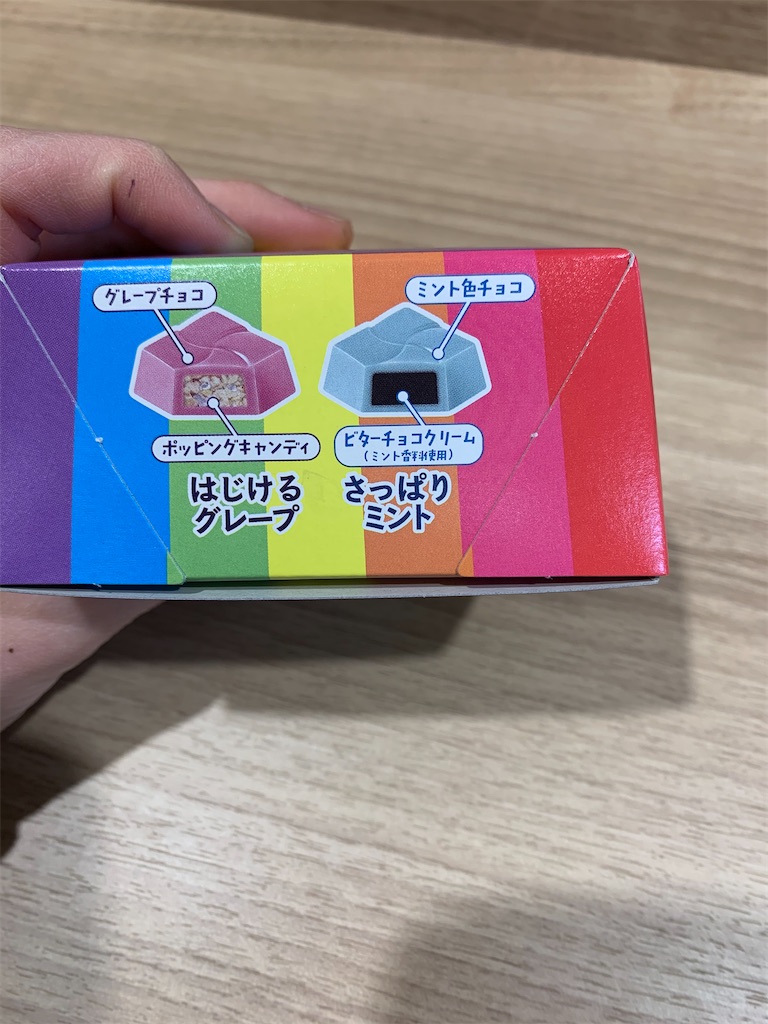 グレープチョコ
ポッピングキャンディ
はじける
グレープ
ミント色チョコ
ビターチョコクリーム
(ミント香料使用)
さっぱり
ミント